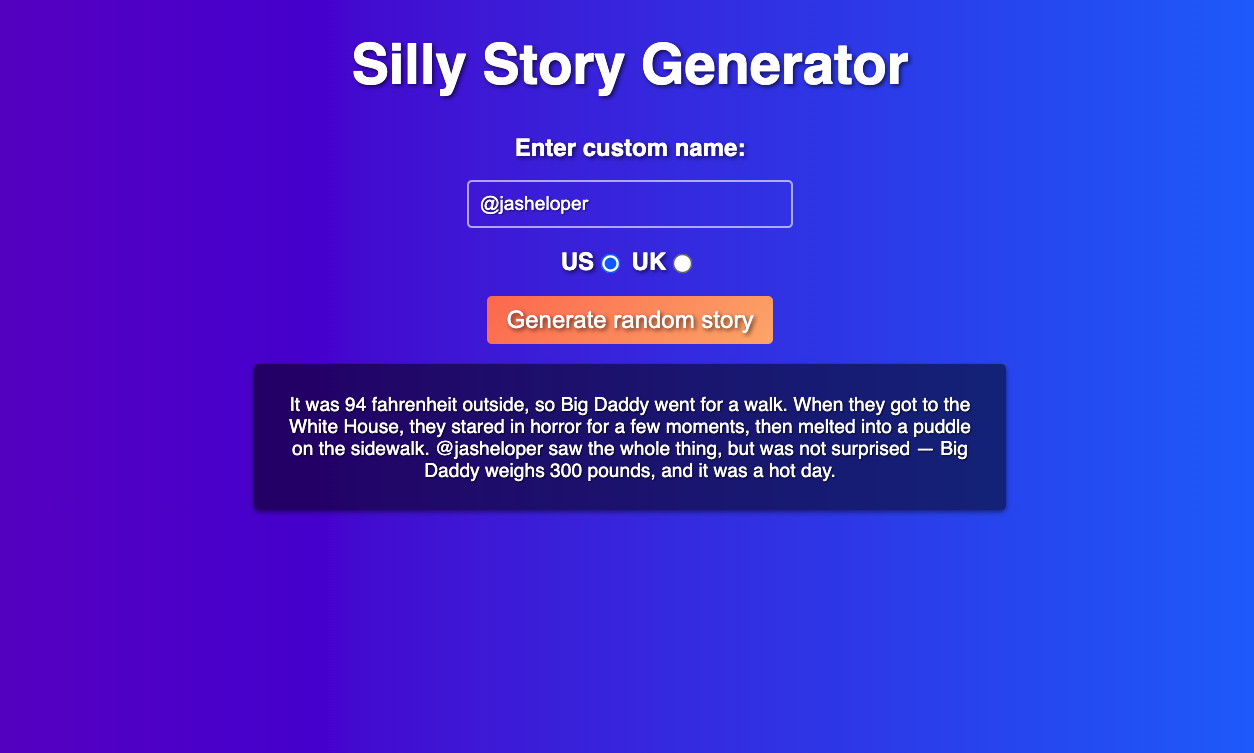 Silly Story Generator
Enter custom name:
@jasheloper
US UK
Generate random story
It was 94 fahrenheit outside, so Big Daddy went for a walk. When they got to the
White House, they stared in horror for a few moments, then melted into a puddle
on the sidewalk. @jasheloper saw the whole thing, but was not surprised — Big
Daddy weighs 300 pounds, and it was a hot day.